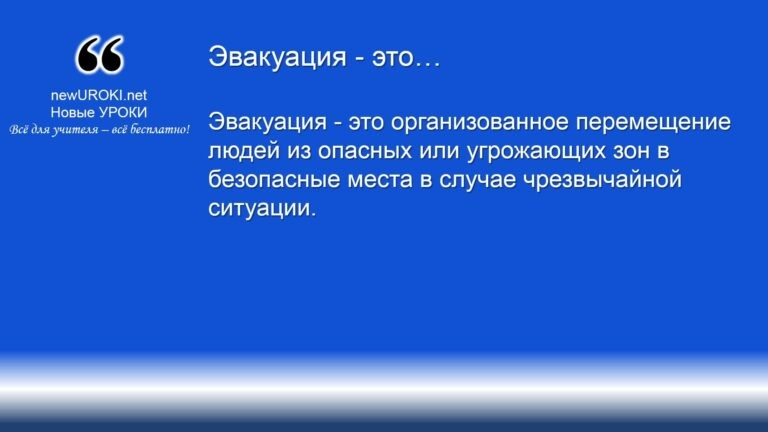 newUROKI.net
Новые УРОКИ
Всё для учителя – всё бесплатно!
Эвакуация - это...
Эвакуация - это организованное перемещение
людей из опасных или угрожающих зон в
безопасные места в случае чрезвычайной
ситуации.